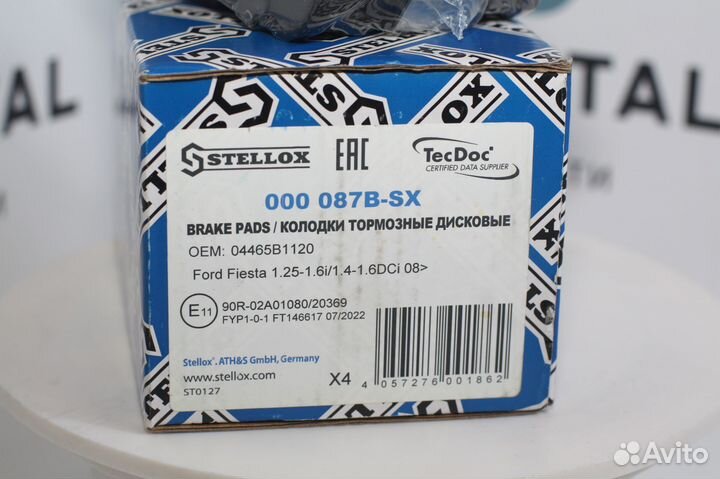 STELLOX
STELLOX
EAC
TecDoc
CERTIFIED DATA SUPPLIER
000 087B-SX
BRAKE PADS / КОЛОДКИ ТОРМОЗНЫЕ ДИСКОВЫЕ
OEM: 04465B1120
Ford Fiesta 1.25-1.6i/1.4-1.6DCi 08>
E11
90R-02A01080/20369
FYP1-0-1 FT146617 07/2022
Stellox®. ATH&S GmbH, Germany
www.stellox.com
ST0127
X4
4 057276 001862
Avito